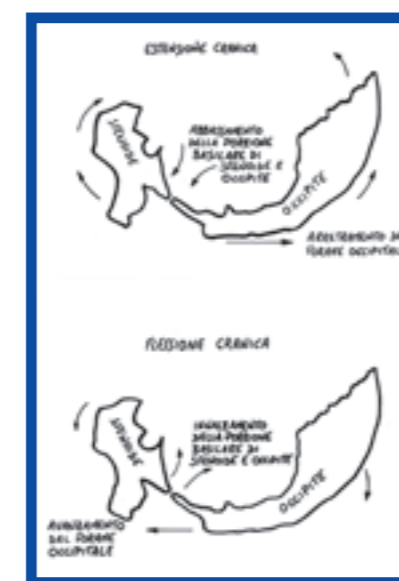 ESTENSIONE CRANICA
SFENOIDE
ABBASSAMENTO
DELLA PORZIONE
BASILARE DI
SFENOIDE E
OCCIPITE
OCCIPITE
ARRETRAMENTO DEL
FORAME OCCIPITALE
FLESSIONE CRANICA
SFENOIDE
INNALZAMENTO
DELLA PORZIONE
BASILARE DI
SFENOIDE E OCCIPITE
OCCIPITE
AVANZAMENTO
DEL FORAME
OCCIPITALE